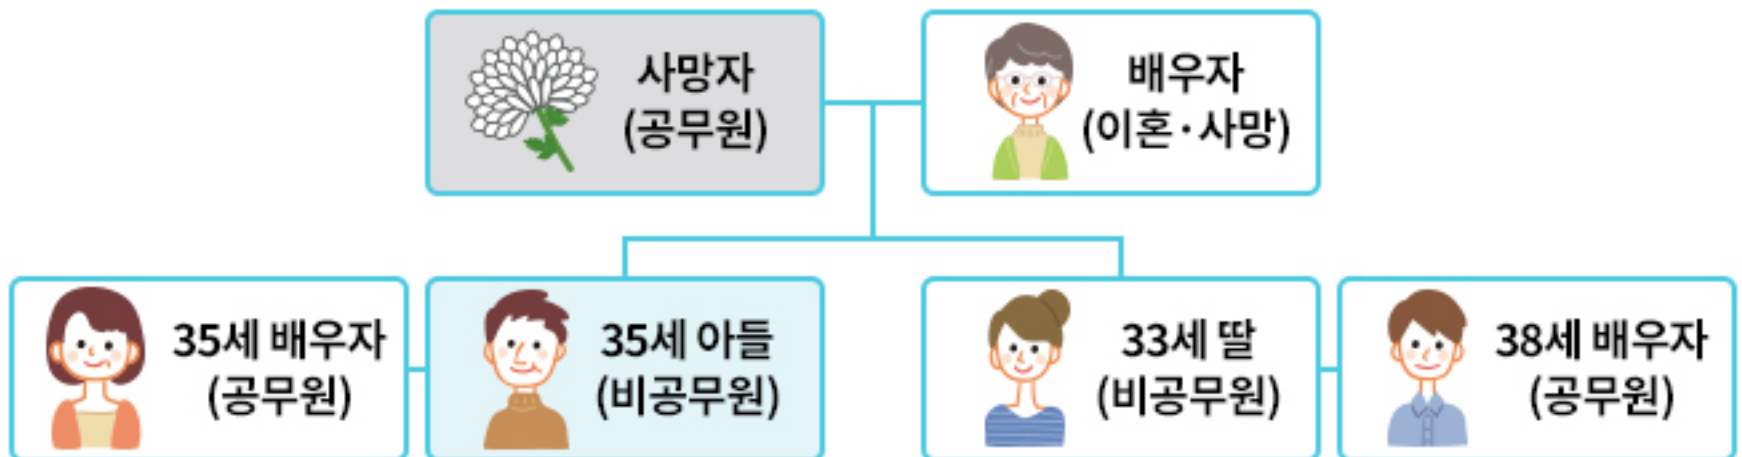 사망자
(공무원)
배우자
(이혼·사망)
35세 배우자
(공무원)
35세 아들
(비공무원)
33세 딸
(비공무원)
38세 배우자
(공무원)